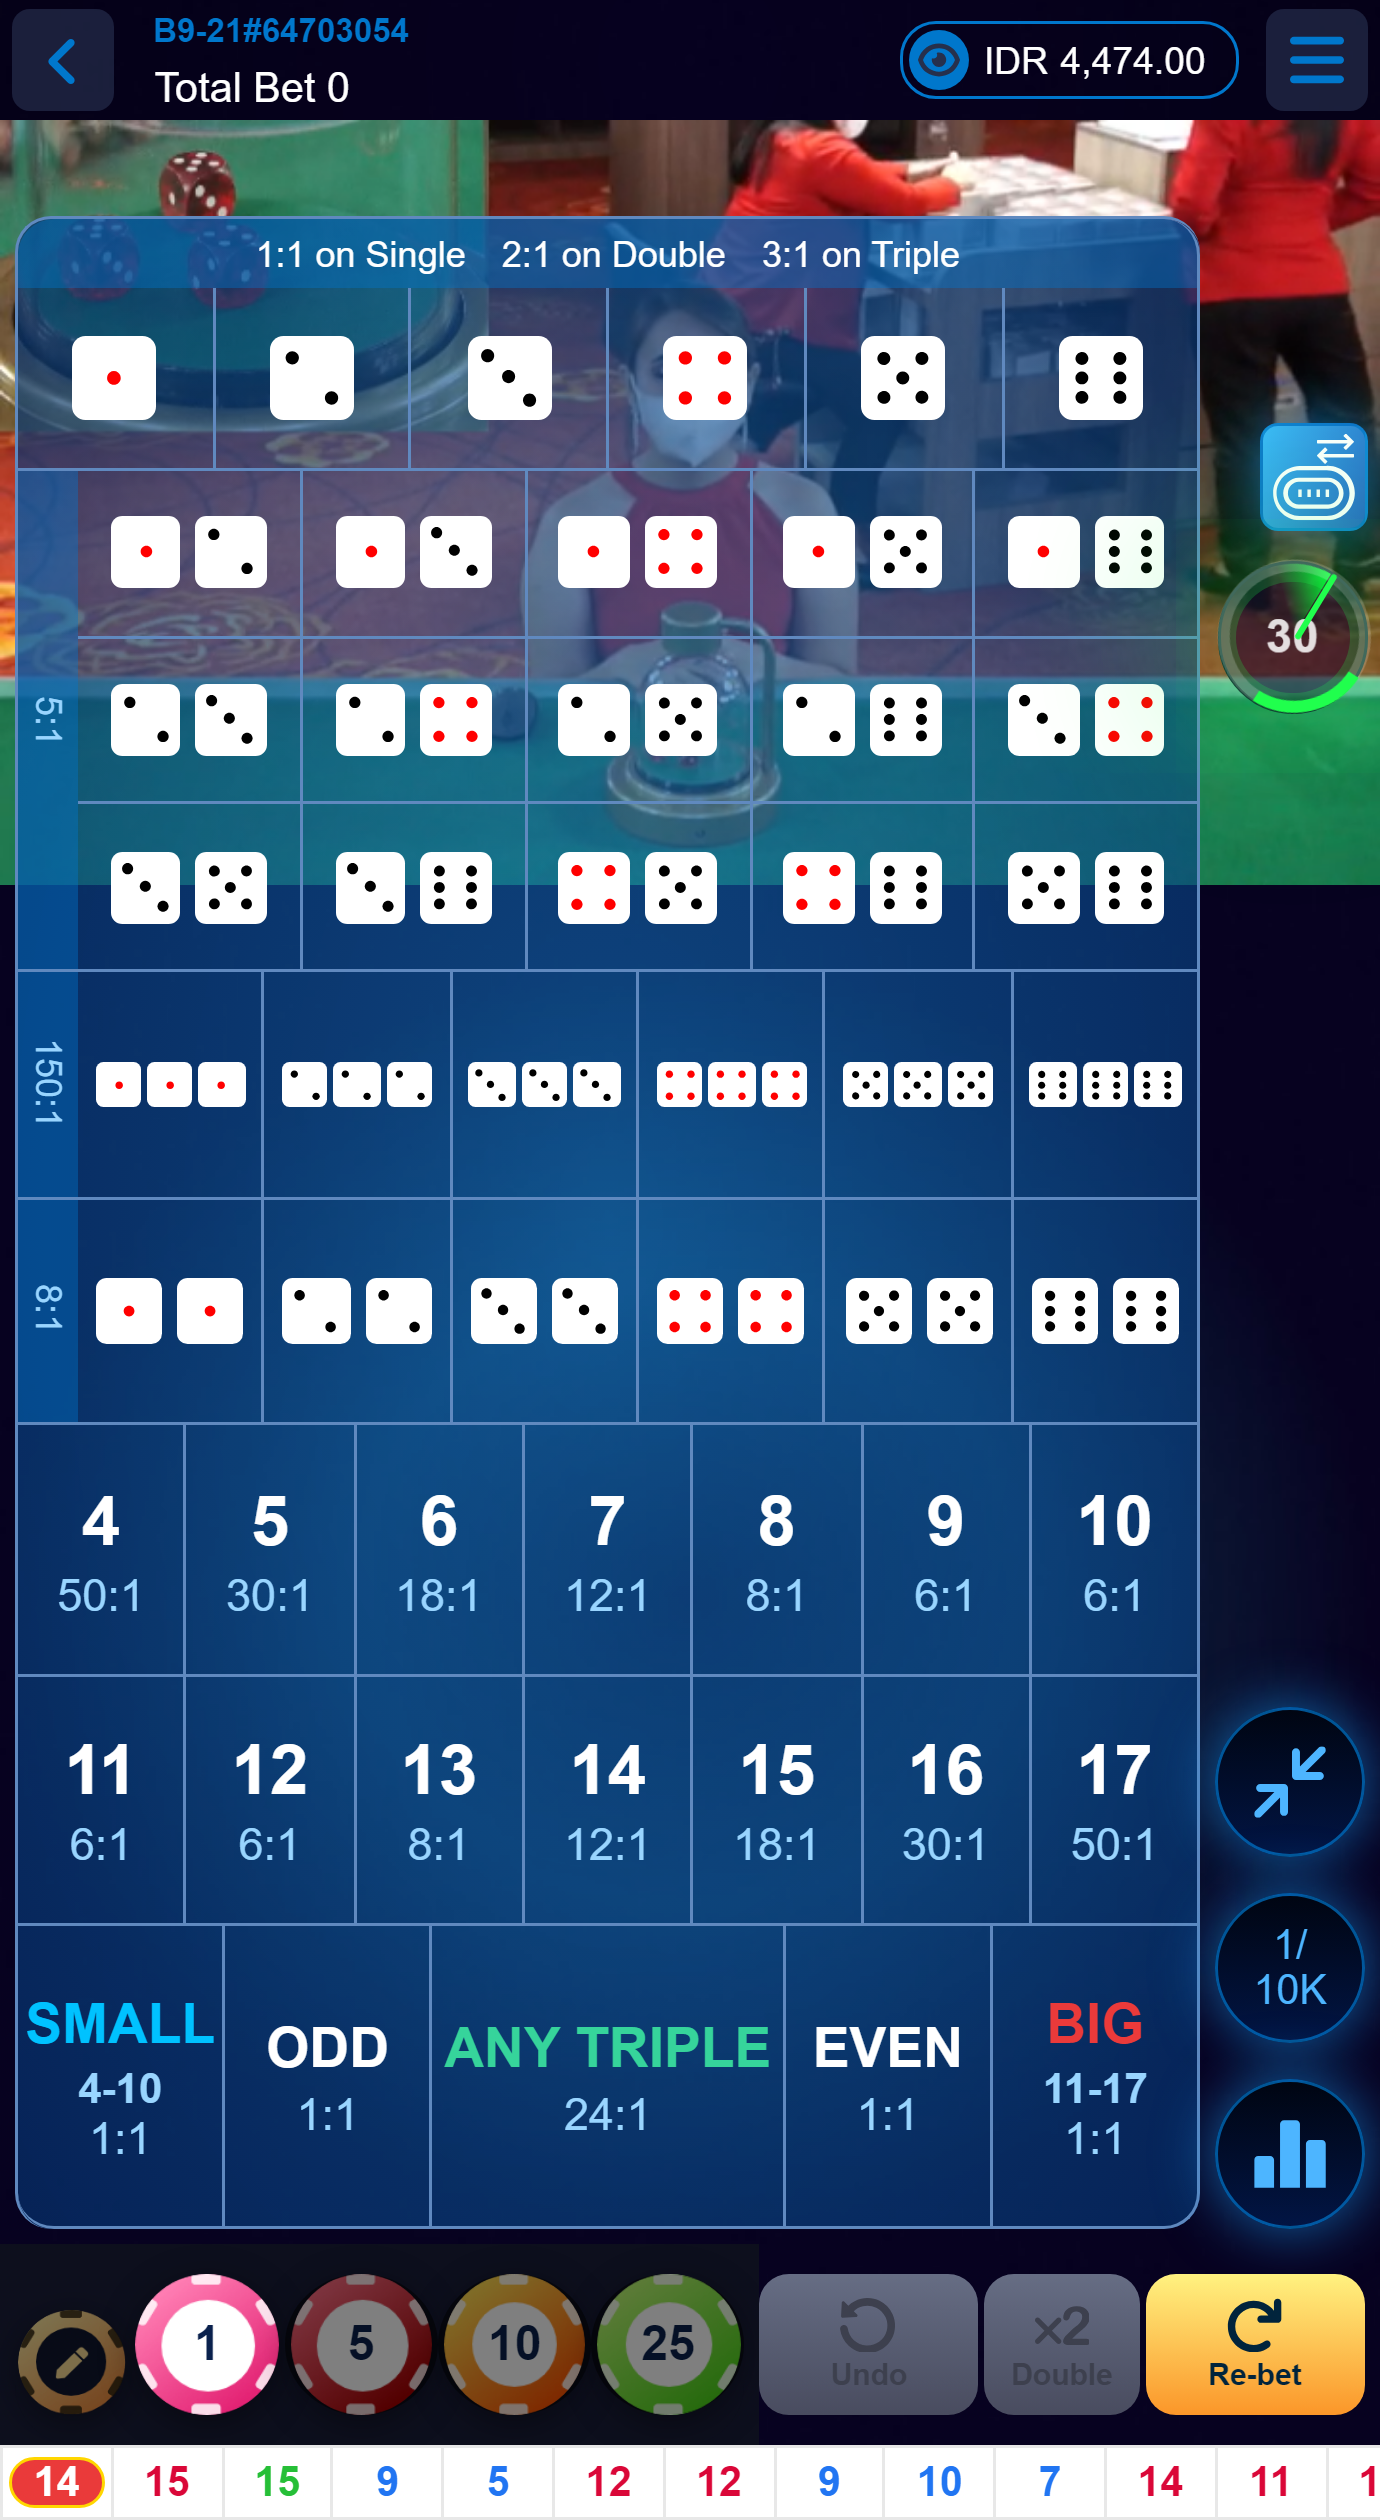 B9-21#64703054
Total Bet 0
IDR 4,474.00
1:1 on Single 2:1 on Double 3:1 on Triple
30
5:1
150:1
8:1
4 5 6 7 8 9 10
50:1 30:1 18:1 12:1 8:1 6:1 6:1
11 12 13 14 15 16 17
6:1 6:1 8:1 12:1 18:1 30:1 50:1
SMALL ODD ANY TRIPLE EVEN BIG
4-10 11-17
1:1 1:1 24:1 1:1 1:1
1/
10K
1 5 10 25
x2
Undo Double Re-bet
14 15 15 9 5 12 12 9 10 7 14 11